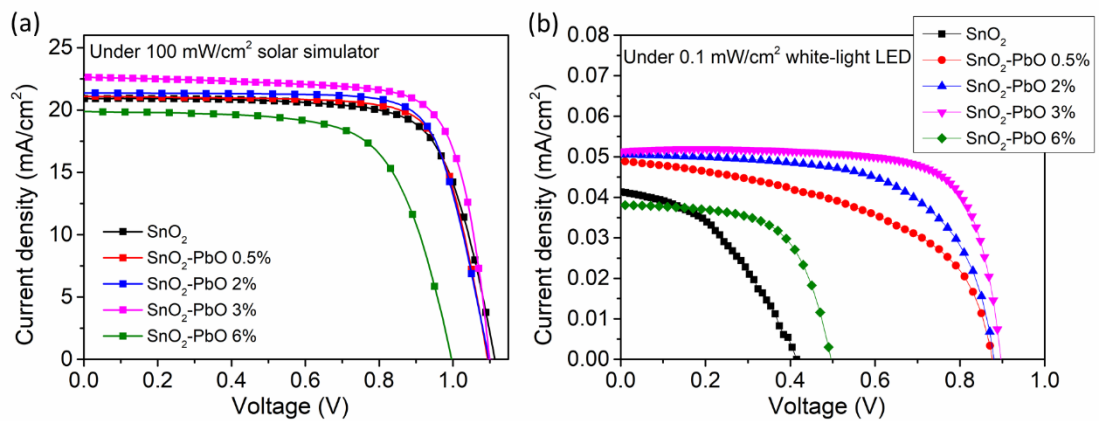 (a)
Under 100 mW/cm² solar simulator
Current density (mA/cm²)
25
20
15
10
5
0
SnO₂
SnO₂-PbO 0.5%
SnO₂-PbO 2%
SnO₂-PbO 3%
SnO₂-PbO 6%
0.0 0.2 0.4 0.6 0.8 1.0
Voltage (V)
(b)
Under 0.1 mW/cm² white-light LED
Current density (mA/cm²)
0.08
0.07
0.06
0.05
0.04
0.03
0.02
0.01
0.00
SnO₂
SnO₂-PbO 0.5%
SnO₂-PbO 2%
SnO₂-PbO 3%
SnO₂-PbO 6%
0.0 0.2 0.4 0.6 0.8 1.0
Voltage (V)